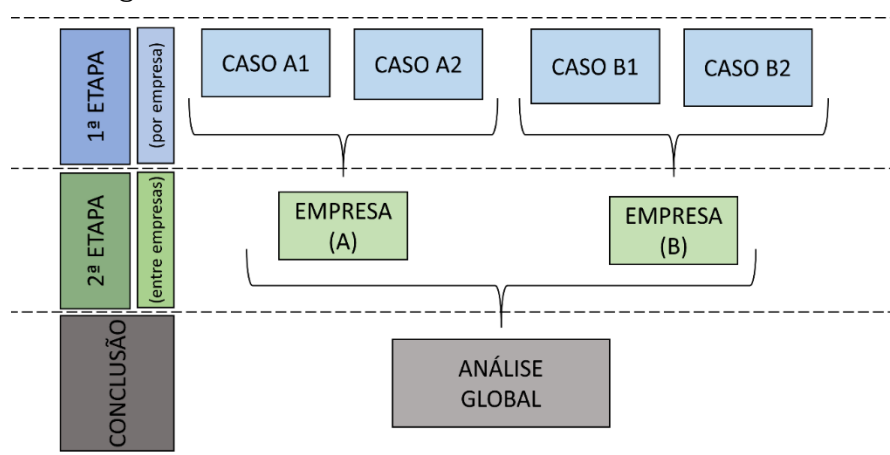 1ª ETAPA
(por empresa)
CASO A1
CASO A2
CASO B1
CASO B2
2ª ETAPA
(entre empresas)
EMPRESA
(A)
EMPRESA
(B)
CONCLUSÃO
ANÁLISE
GLOBAL